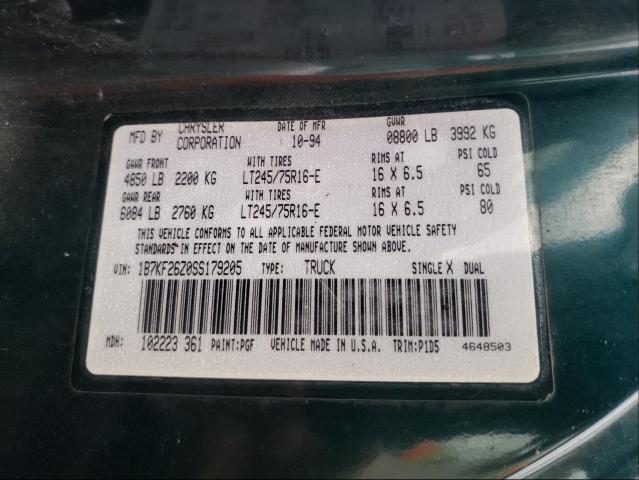 MFD BY CHRYSLER CORPORATION DATE OF MFR 10-94 GVWR 08800 LB 3992 KG
GAWR FRONT WITH TIRES RIMS AT PSI COLD
4850 LB 2200 KG LT245/75R16-E 16 X 6.5 65
GAWR REAR WITH TIRES RIMS AT PSI COLD
6084 LB 2760 KG LT245/75R16-E 16 X 6.5 80
THIS VEHICLE CONFORMS TO ALL APPLICABLE FEDERAL MOTOR VEHICLE SAFETY
STANDARDS IN EFFECT ON THE DATE OF MANUFACTURE SHOWN ABOVE.
VIN: 1B7KF26Z0SS179205 TYPE: TRUCK SINGLE X DUAL
MDH: 102223 361 PAINT:PGF VEHICLE MADE IN U.S.A. TRIM:P1D5 4648503